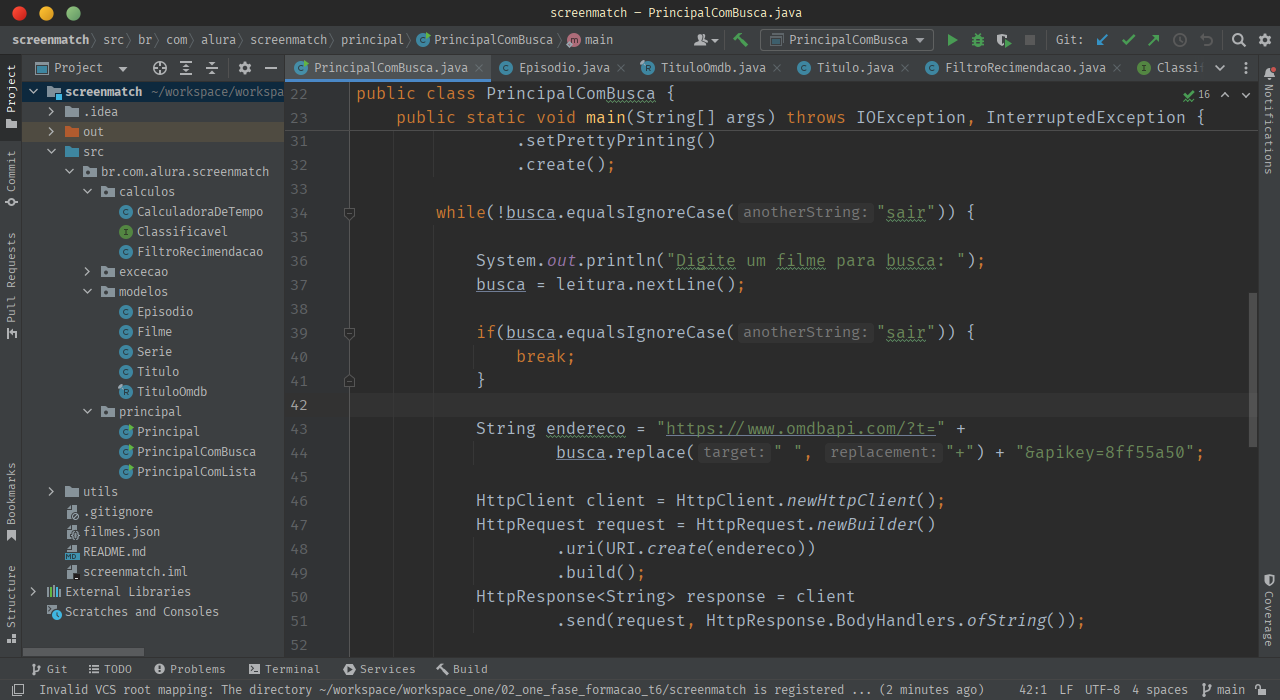 screenmatch – PrincipalComBusca.java
screenmatch src br com alura screenmatch principal PrincipalComBusca main
PrincipalComBusca
Git:
Project
PrincipalComBusca.java
Episodio.java
TituloOmdb.java
Titulo.java
FiltroRecimendacao.java
Classif
Project
Commit
Pull Requests
Bookmarks
Structure
screenmatch ~/workspace/workspa
.idea
out
src
br.com.alura.screenmatch
calculos
CalculadoraDeTempo
Classificavel
FiltroRecimendacao
excecao
modelos
Episodio
Filme
Serie
Titulo
TituloOmdb
principal
Principal
PrincipalComBusca
PrincipalComLista
utils
.gitignore
filmes.json
README.md
screenmatch.iml
External Libraries
Scratches and Consoles
16
22 public class PrincipalComBusca {
23 public static void main(String[] args) throws IOException, InterruptedException {
31 .setPrettyPrinting()
32 .create();
33
34 while(!busca.equalsIgnoreCase( anotherString: "sair")) {
35
36 System.out.println("Digite um filme para busca: ");
37 busca = leitura.nextLine();
38
39 if(busca.equalsIgnoreCase( anotherString: "sair")) {
40 break;
41 }
42
43 String endereco = "https://www.omdbapi.com/?t=" +
44 busca.replace( target: " ", replacement: "+") + "&apikey=8ff55a50";
45
46 HttpClient client = HttpClient.newHttpClient();
47 HttpRequest request = HttpRequest.newBuilder()
48 .uri(URI.create(endereco))
49 .build();
50 HttpResponse<String> response = client
51 .send(request, HttpResponse.BodyHandlers.ofString());
52
Notifications
Coverage
Git TODO Problems Terminal Services Build
Invalid VCS root mapping: The directory ~/workspace/workspace_one/02_one_fase_formacao_t6/screenmatch is registered ... (2 minutes ago) 42:1 LF UTF-8 4 spaces main